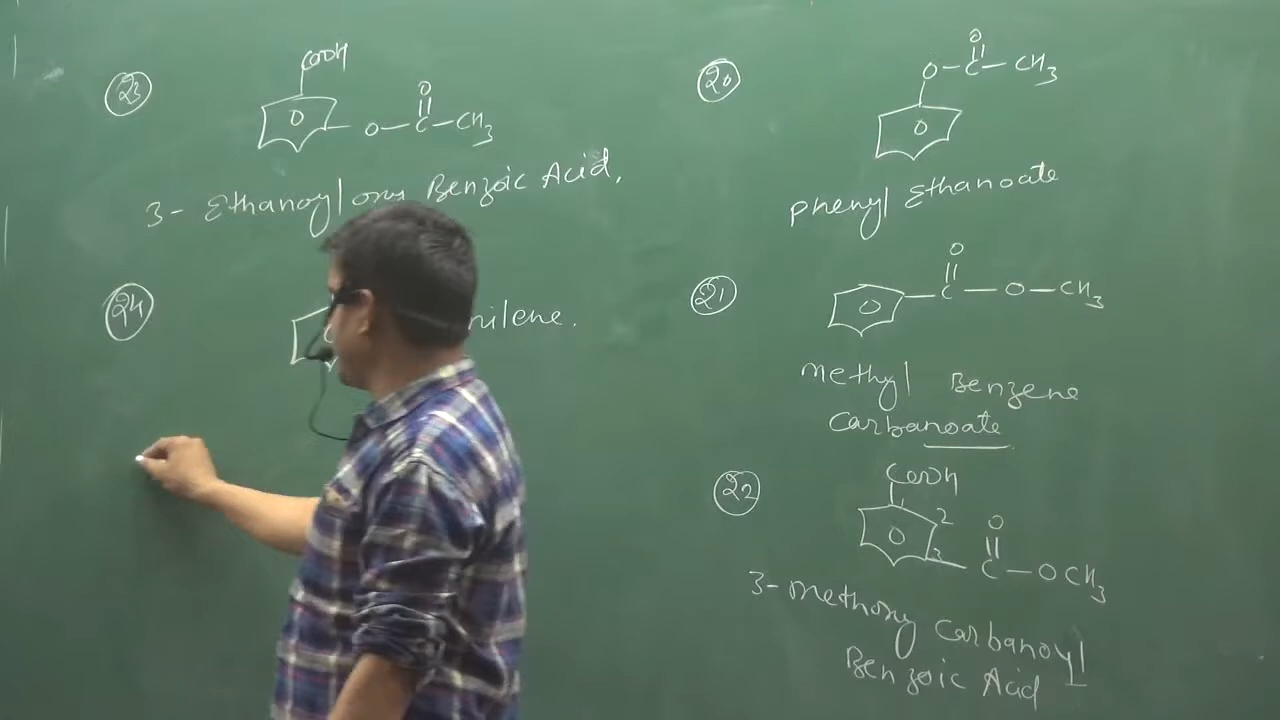 23
COOH
O
O
O — C — CH3
3- Ethanoyl oxy Benzoic Acid,
24
nilene.
20
O
O — C — CH3
O
phenyl Ethanoate
21
O
O
C — O — CH3
methyl Benzene
Carbanoate
22
COOH
1
2
O
3
O
C — OCH3
3- methoxy Carbanoyl
Benzoic Acid